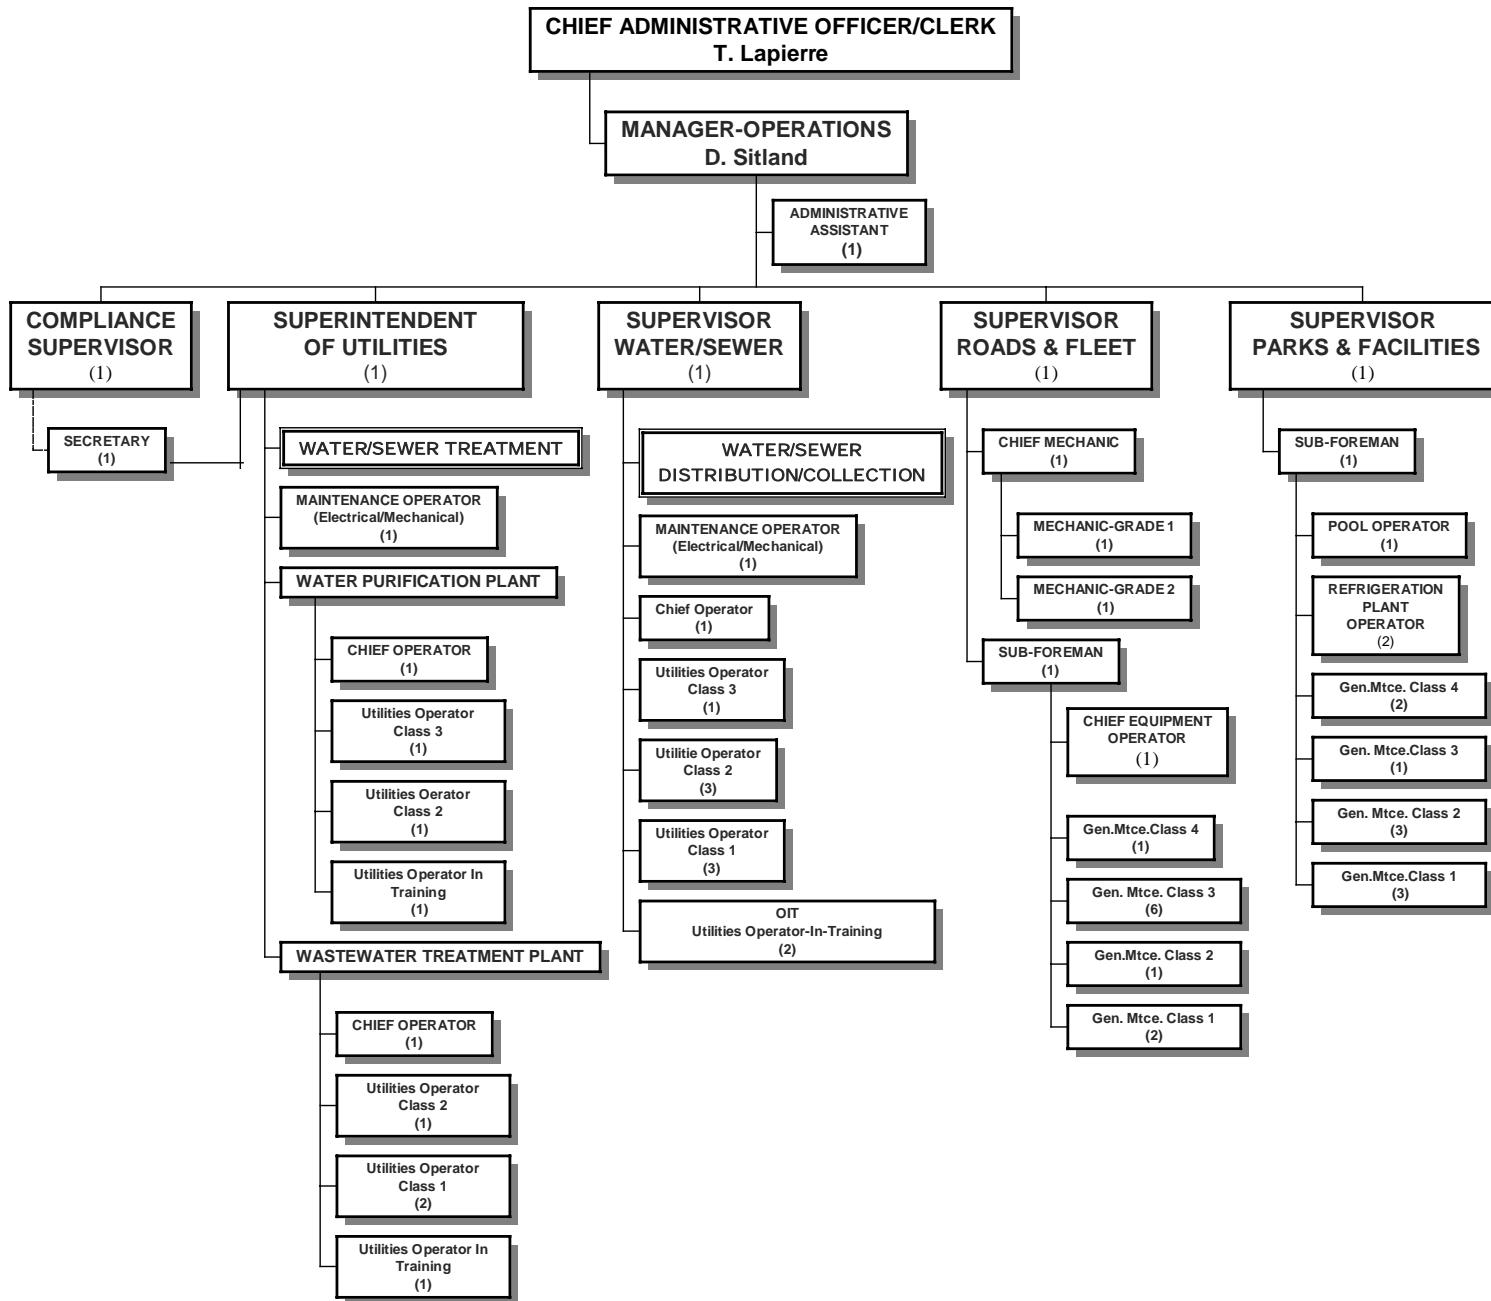 CHIEF ADMINISTRATIVE OFFICER/CLERK
T. Lapierre
MANAGER-OPERATIONS
D. Sitland
ADMINISTRATIVE
ASSISTANT
(1)
COMPLIANCE
SUPERVISOR
(1)
SECRETARY
(1)
SUPERINTENDENT
OF UTILITIES
(1)
WATER/SEWER TREATMENT
MAINTENANCE OPERATOR
(Electrical/Mechanical)
(1)
WATER PURIFICATION PLANT
CHIEF OPERATOR
(1)
Utilities Operator
Class 3
(1)
Utilities Oerator
Class 2
(1)
Utilities Operator In
Training
(1)
WASTEWATER TREATMENT PLANT
CHIEF OPERATOR
(1)
Utilities Operator
Class 2
(1)
Utilities Operator
Class 1
(2)
Utilities Operator In
Training
(1)
SUPERVISOR
WATER/SEWER
(1)
WATER/SEWER
DISTRIBUTION/COLLECTION
MAINTENANCE OPERATOR
(Electrical/Mechanical)
(1)
Chief Operator
(1)
Utilities Operator
Class 3
(1)
Utilitie Operator
Class 2
(3)
Utilities Operator
Class 1
(3)
OIT
Utilities Operator-In-Training
(2)
SUPERVISOR
ROADS & FLEET
(1)
CHIEF MECHANIC
(1)
MECHANIC-GRADE 1
(1)
MECHANIC-GRADE 2
(1)
SUB-FOREMAN
(1)
CHIEF EQUIPMENT
OPERATOR
(1)
Gen.Mtce.Class 4
(1)
Gen. Mtce. Class 3
(6)
Gen.Mtce. Class 2
(1)
Gen. Mtce. Class 1
(2)
SUPERVISOR
PARKS & FACILITIES
(1)
SUB-FOREMAN
(1)
POOL OPERATOR
(1)
REFRIGERATION
PLANT
OPERATOR
(2)
Gen.Mtce. Class 4
(2)
Gen. Mtce.Class 3
(1)
Gen. Mtce. Class 2
(3)
Gen.Mtce.Class 1
(3)